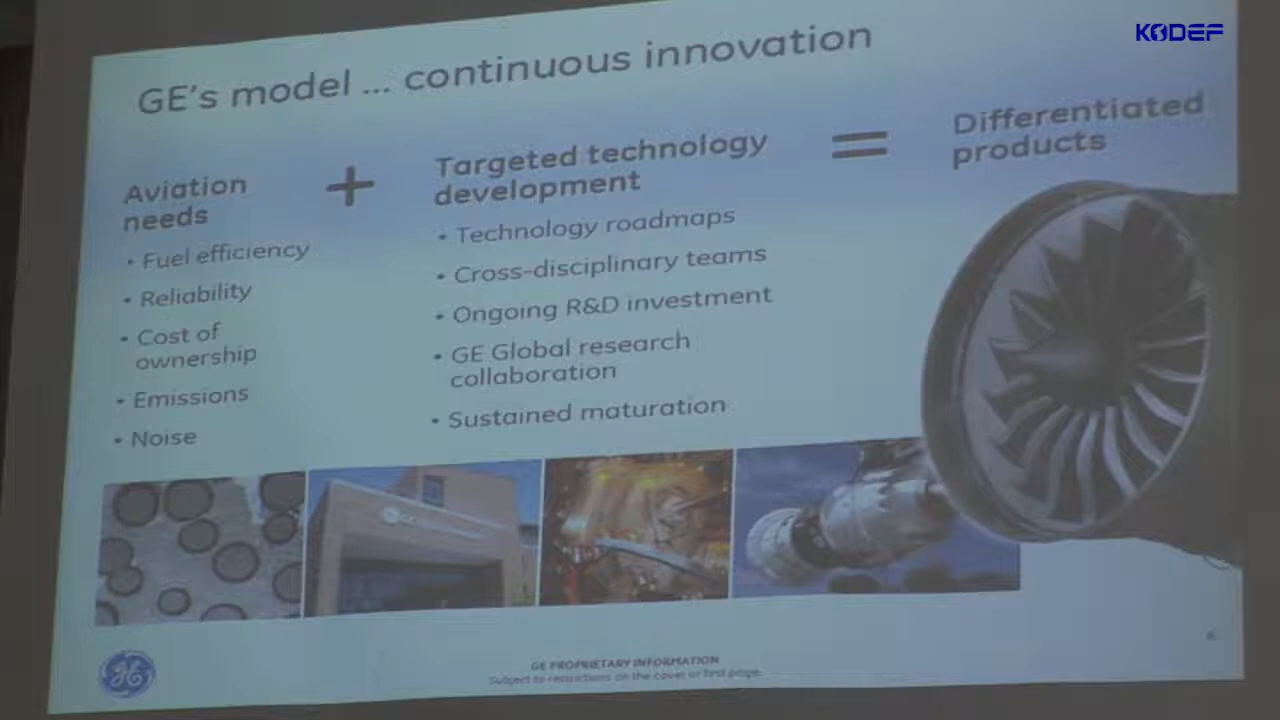 KODEF
GE's model ... continuous innovation
Aviation
needs
+
Targeted technology
development
=
Differentiated
products
• Fuel efficiency
• Reliability
• Cost of
ownership
• Emissions
• Noise
• Technology roadmaps
• Cross-disciplinary teams
• Ongoing R&D investment
• GE Global research
collaboration
• Sustained maturation
GE
GE PROPRIETARY INFORMATION
Subject to restrictions on the cover or first page.